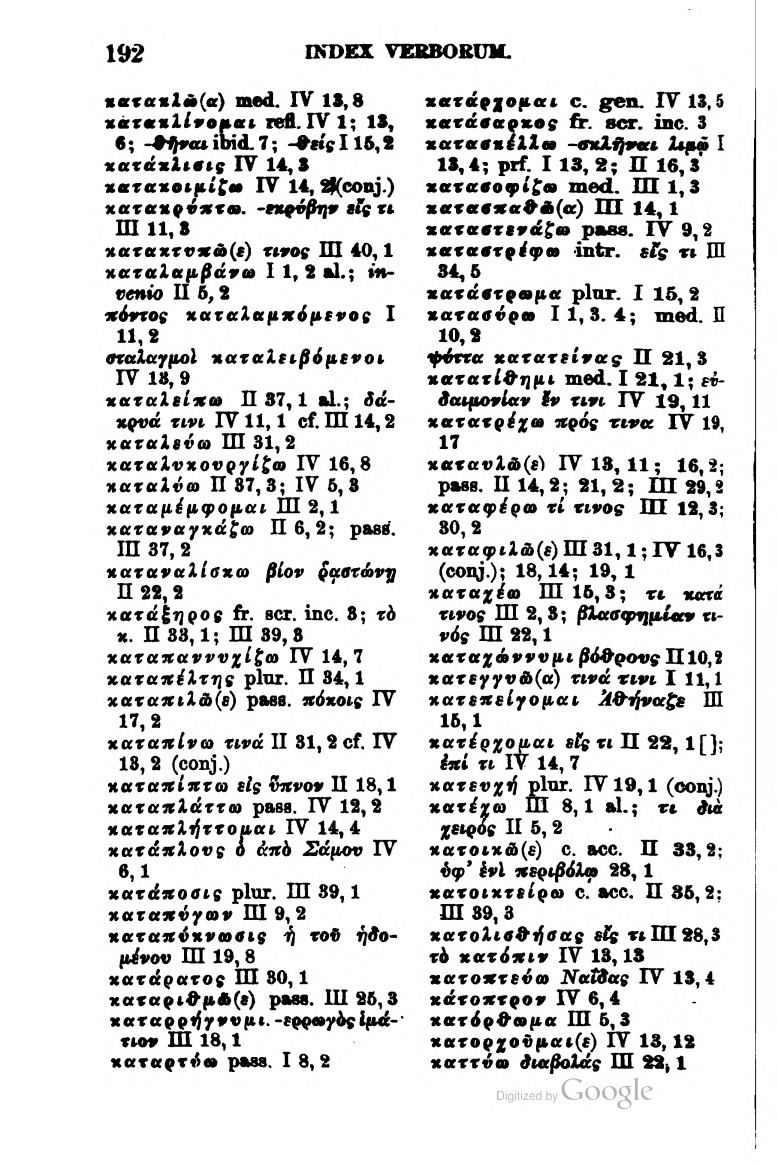 192 INDEX VERBORUM.
κατακλῶ(α) med. IV 13, 8
κατακλίνομαι refl. IV 1; 13,
6; -θῆναι ibid. 7; -θείς I 15, 2
κατάκλισις IV 14, 3
κατακοιμίζω IV 14, 2 (conj.)
κατακρύπτω. -εκρύβην εἴς τι
III 11, 3
κατακτυπῶ(ε) τινος III 40, 1
καταλαμβάνω I 1, 2 al.; in-
venio II 5, 2
πόντος καταλαμπόμενος I
11, 2
σταλαγμοὶ καταλειβόμενοι
IV 18, 9
καταλείπω II 37, 1 al.; δά-
κρυά τινι IV 11, 1 cf. III 14, 2
καταλεύω III 31, 2
καταλυκουργίζω IV 16, 8
καταλύω II 37, 3; IV 5, 3
καταμέμφομαι III 2, 1
καταναγκάζω II 6, 2; pass.
III 37, 2
καταναλίσκω βίον ῥαστώνῃ
II 22, 2
κατάξηρος fr. scr. inc. 3; τὸ
κ. II 33, 1; III 39, 3
καταπαννυχίζω IV 14, 7
καταπέλτης plur. II 34, 1
καταπιλῶ(ε) pass. πόκοις IV
17, 2
καταπίνω τινά II 31, 2 cf. IV
13, 2 (conj.)
καταπίπτω εἰς ὕπνον II 18, 1
καταπλάττω pass. IV 12, 2
καταπλήττομαι IV 14, 4
κατάπλους ὁ ἀπὸ Σάμου IV
6, 1
κατάποσις plur. III 39, 1
καταπύγων III 9, 2
καταπύκνωσις ἡ τοῦ ἡδο-
μένου III 19, 8
κατάρατος III 30, 1
καταριθμῶ(ε) pass. III 25, 3
καταρρήγνυμι. -ερρωγὸς ἱμά-
τιον III 18, 1
καταρτύω pass. I 8, 2
κατάρχομαι c. gen. IV 13, 5
κατάσαρκος fr. scr. inc. 3
κατασκέλλω -σκλῆναι λιμῷ I
13, 4; prf. I 13, 2; II 16, 3
κατασοφίζω med. III 1, 3
κατασπαθῶ(α) III 14, 1
καταστενάζω pass. IV 9, 2
καταστρέφω intr. εἴς τι III
34, 5
κατάστρωμα plur. I 15, 2
κατασύρω I 1, 3. 4; med. II
10, 2
ψύττα κατατείνας II 21, 3
κατατίθημι med. I 21, 1; εὐ-
δαιμονίαν ἔν τινι IV 19, 11
κατατρέχω πρός τινα IV 19,
17
καταυλῶ(ε) IV 13, 11; 16, 2;
pass. II 14, 2; 21, 2; III 29, 2
καταφέρω τί τινος III 12, 3;
30, 2
καταφιλῶ(ε) III 31, 1; IV 16, 3
(conj.); 18, 14; 19, 1
καταχέω III 15, 3; τι κατά
τινος III 2, 3; βλασφημίαν τι-
νός III 22, 1
καταχώννυμι βόθρους II 10, 2
κατεγγυῶ(α) τινά τινι I 11, 1
κατεπείγομαι Ἀθήναζε III
15, 1
κατέρχομαι εἴς τι II 22, 1 [];
ἐπί τι IV 14, 7
κατευχή plur. IV 19, 1 (conj.)
κατέχω III 8, 1 al.; τι διὰ
χειρός II 5, 2
κατοικῶ(ε) c. acc. II 33, 2;
ὑφ’ ἑνὶ περιβόλῳ 28, 1
κατοικτείρω c. acc. II 35, 2;
III 39, 3
κατολισθήσας εἴς τι III 28, 3
τὸ κατόπιν IV 13, 13
κατοπτεύω Ναΐδας IV 13, 4
κάτοπτρον IV 6, 4
κατόρθωμα III 5, 3
κατορχοῦμαι(ε) IV 13, 12
καττύω διαβολάς III 22, 1
Digitized by Google